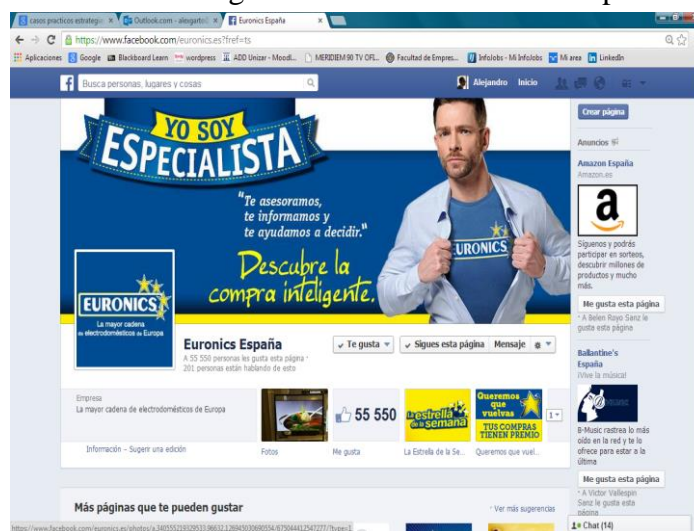 casos practicos estrategic
Outlook.com - alexgarto@
Euronics España
https://www.facebook.com/euronics.es?fref=ts
Aplicaciones
Google
Blackboard Learn
wordpress
ADD Unizar - Moodl...
MERIDIEM 90 TV OFL...
Facultad de Empres...
InfoJobs - Mi InfoJobs
Mi area
LinkedIn
Busca personas, lugares y cosas
Alejandro
Inicio
YO SOY
ESPECIALISTA
"Te asesoramos,
te informamos y
te ayudamos a decidir."
Descubre la
compra inteligente.
EURONICS
EURONICS
La mayor cadena
de electrodomésticos de Europa
Euronics España
A 55 550 personas les gusta esta página ·
201 personas están hablando de esto
Te gusta
Sigues esta página
Mensaje
Empresa
La mayor cadena de electrodomésticos de Europa
Información – Sugerir una edición
Fotos
55 550
Me gusta
La estrella
de la semana
La Estrella de la Se...
Queremos
que
vuelvas
TUS COMPRAS
TIENEN PREMIO
Queremos que vuel...
1
Más páginas que te pueden gustar
· Ver más sugerencias
Crear página
Anuncios
Amazon España
Amazon.es
a
Síguenos y podrás
participar en sorteos,
descubrir millones de
productos y mucho
más.
Me gusta esta página
· A Belen Royo Sanz le
gusta esta página
Ballantine's
España
¡Vive la música!
B-MUSIC
B-Music rastrea lo más
oído en la red y te lo
ofrece para estar a la
última
Me gusta esta página
· A Victor Vallespin
Sanz le gusta esta
página
Chat (14)